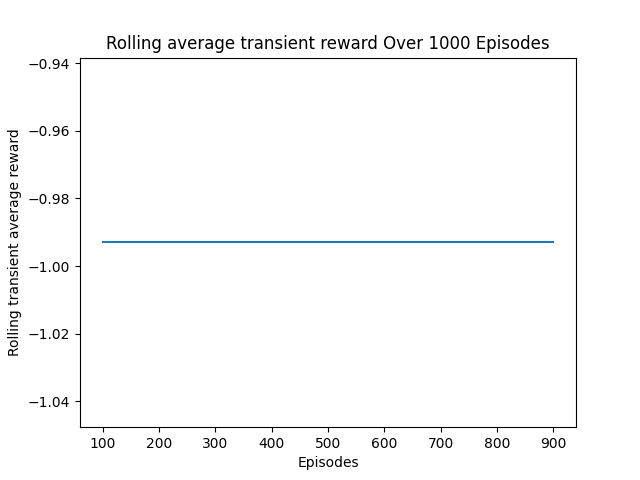 Rolling average transient reward Over 1000 Episodes
−0.94
−0.96
−0.98
−1.00
−1.02
−1.04
Rolling transient average reward
100 200 300 400 500 600 700 800 900
Episodes